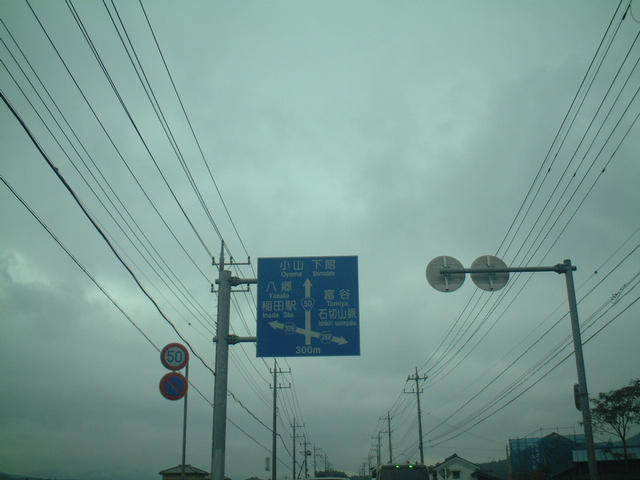 小山 下館
Oyama Shimodate
八郷
Yasato
富谷
Tomiya
稲田駅
Inada Sta.
石切山脈
50
300m
50